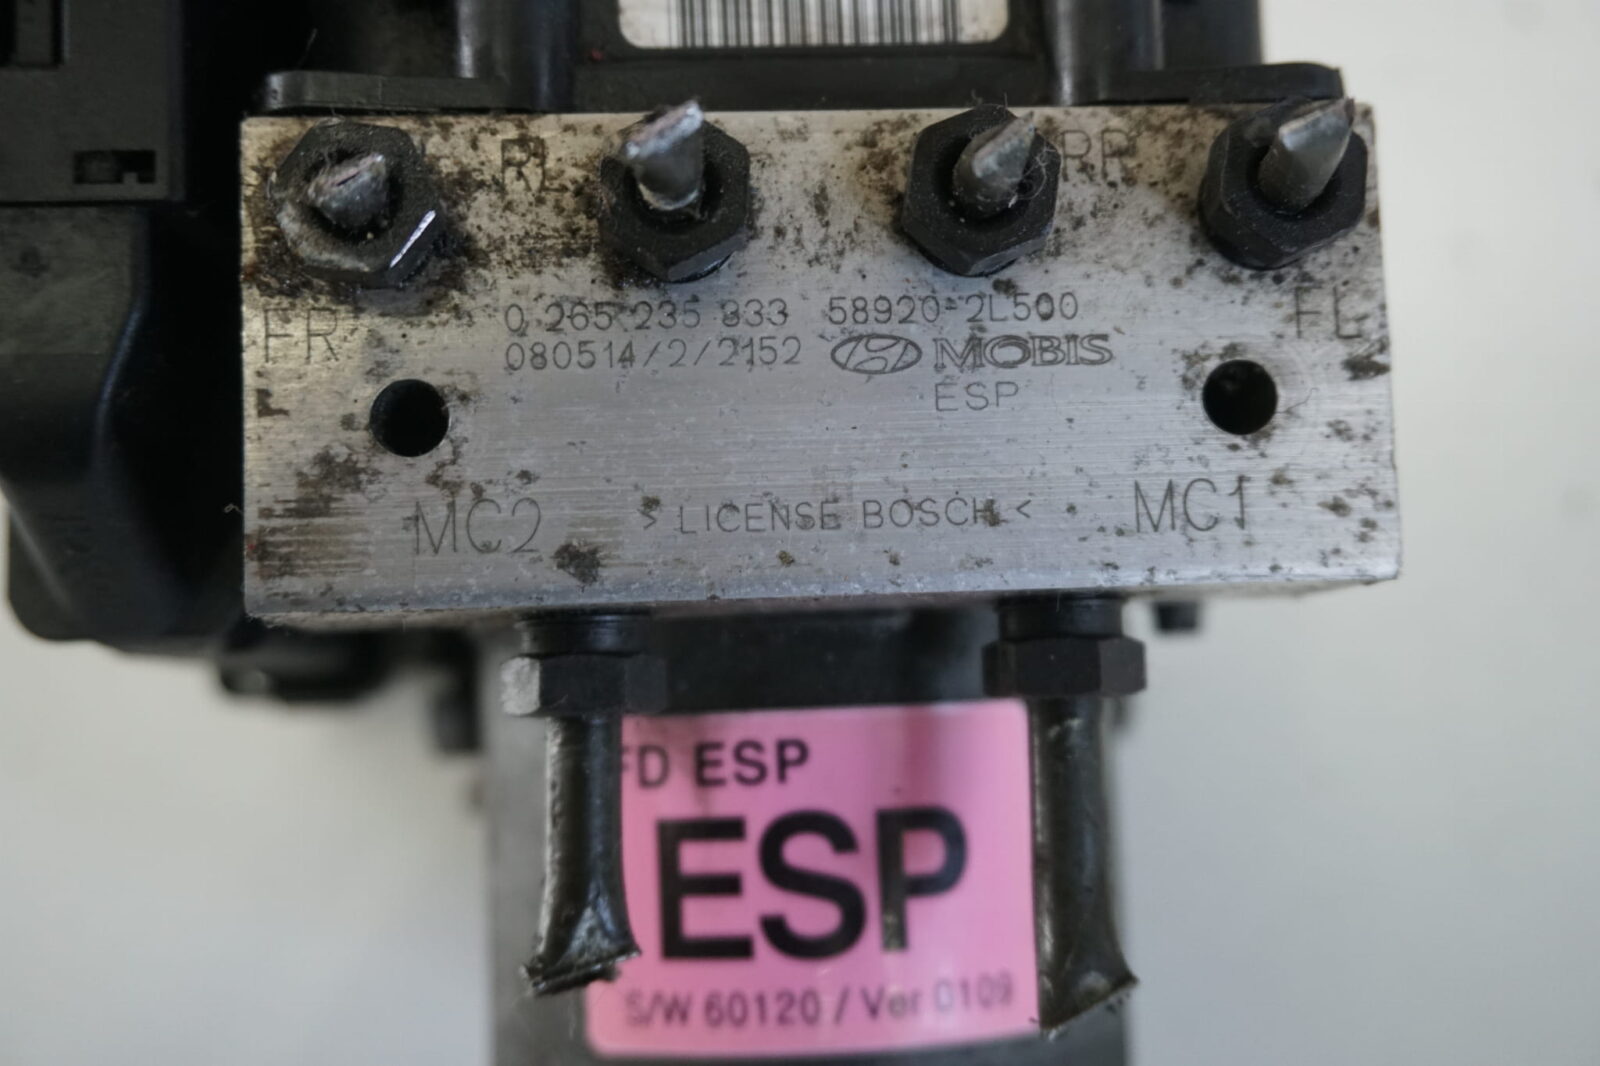 RL
RR
FR
0 265 235 333 58920-2L500
FL
080514/2/2152 MOBIS
ESP
MC2
> LICENSE BOSCH <
MC1
FD ESP
ESP
S/W 60120 / Ver 0109